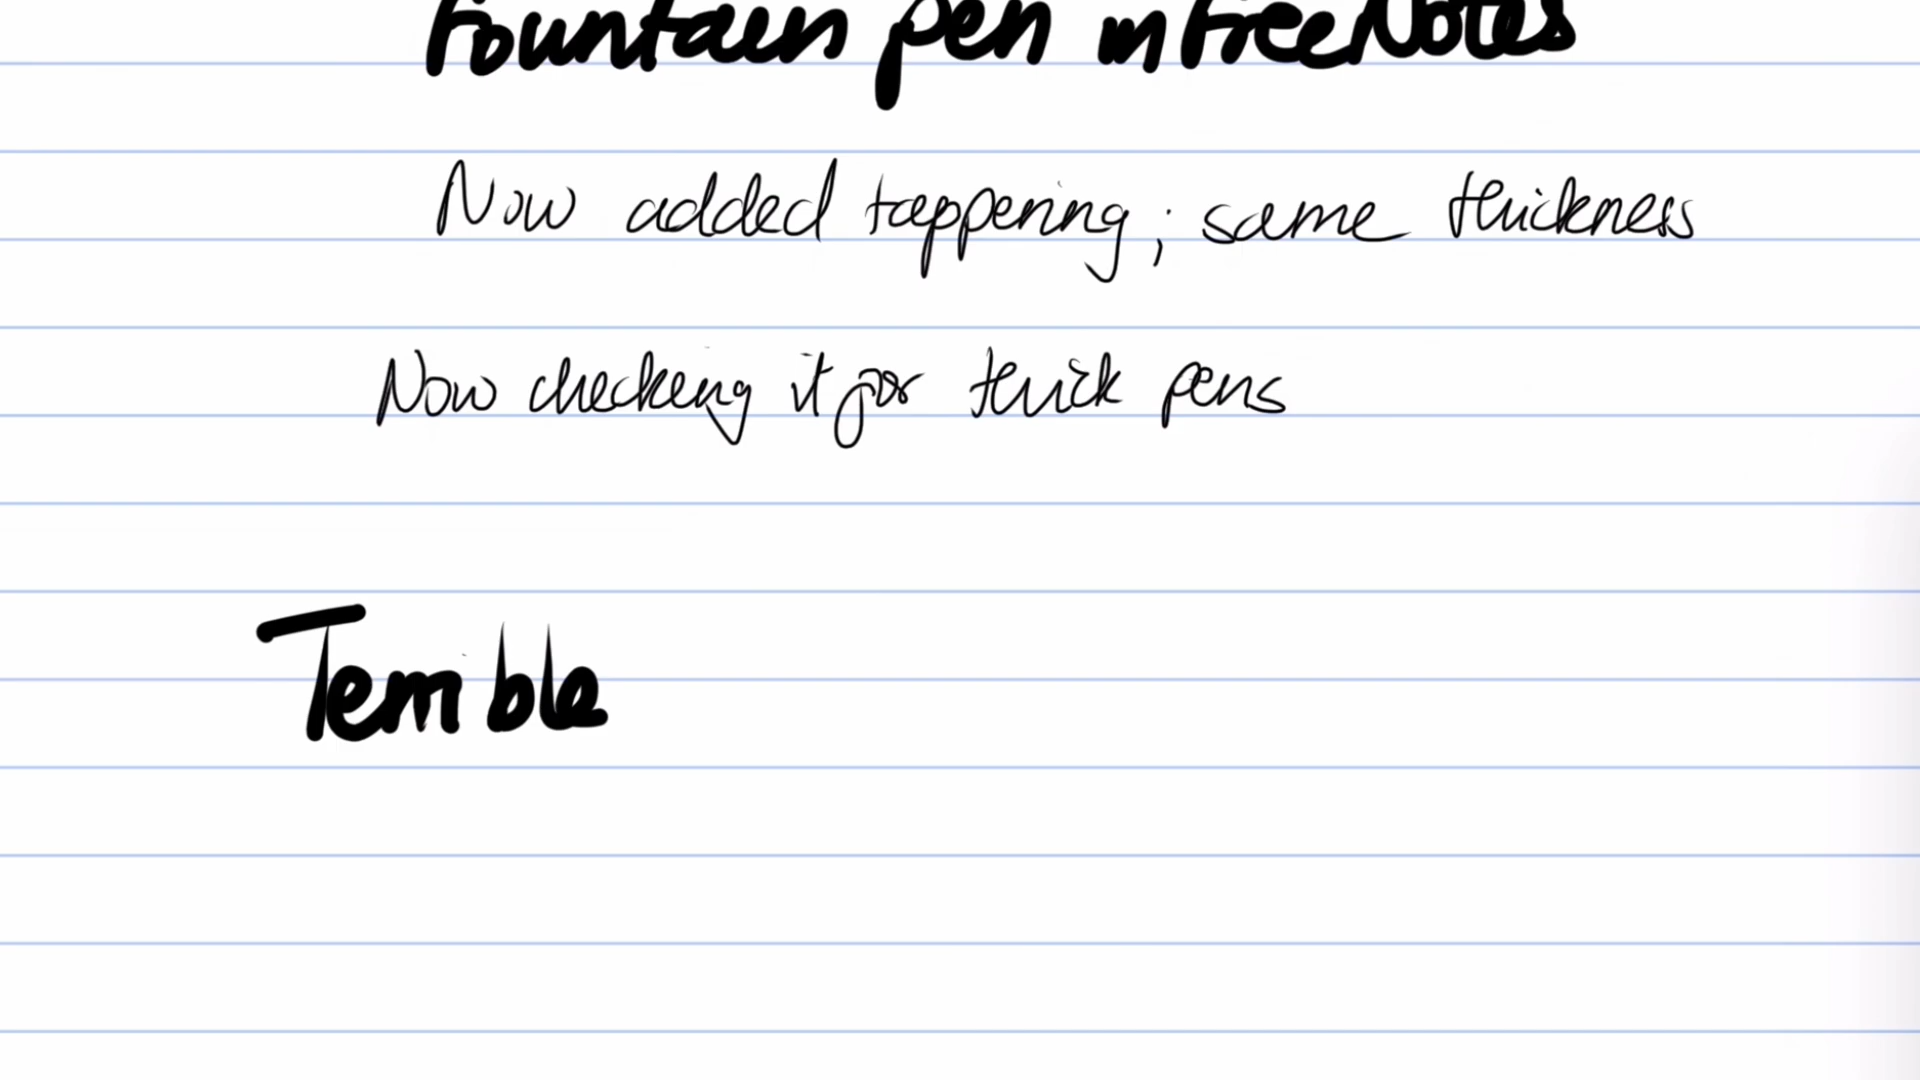 Fountain pen in FreeNotes
Now added tappering; same thickness
Now checking it for thick pens
Terrible